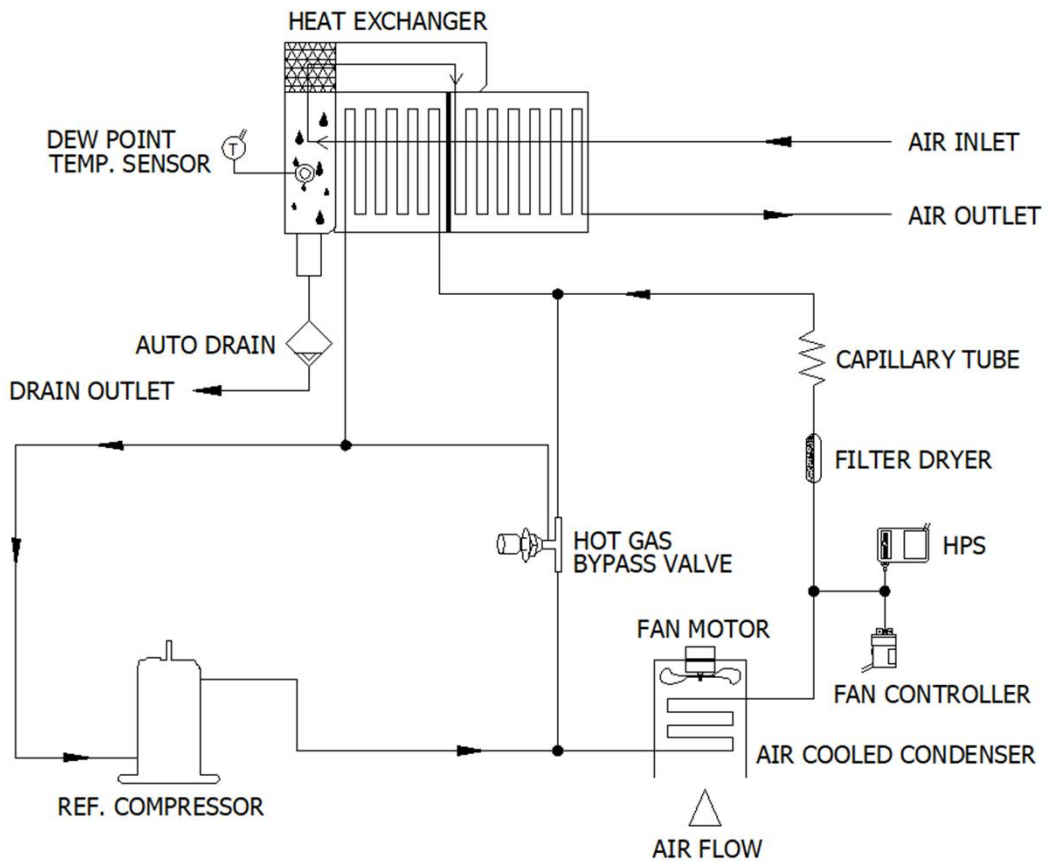 HEAT EXCHANGER
DEW POINT
TEMP. SENSOR
T
AIR INLET
AIR OUTLET
AUTO DRAIN
DRAIN OUTLET
CAPILLARY TUBE
FILTER DRYER
HOT GAS
BYPASS VALVE
HPS
FAN MOTOR
FAN CONTROLLER
AIR COOLED CONDENSER
REF. COMPRESSOR
AIR FLOW